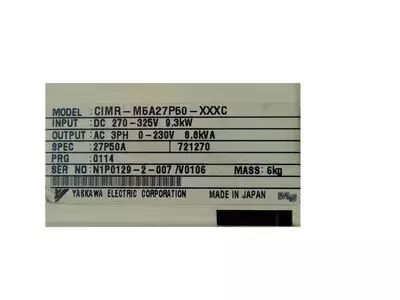 MODEL : CIMR-M5A27P50-XXXC
INPUT : DC 270-325V 9.3kW
OUTPUT: AC 3PH 0-230V 8.8kVA
SPEC : 27P50A 721270
PRG : 0114
SER NO : N1P0129-2-007 /V0106 MASS: 6kg
YASKAWA ELECTRIC CORPORATION MADE IN JAPAN